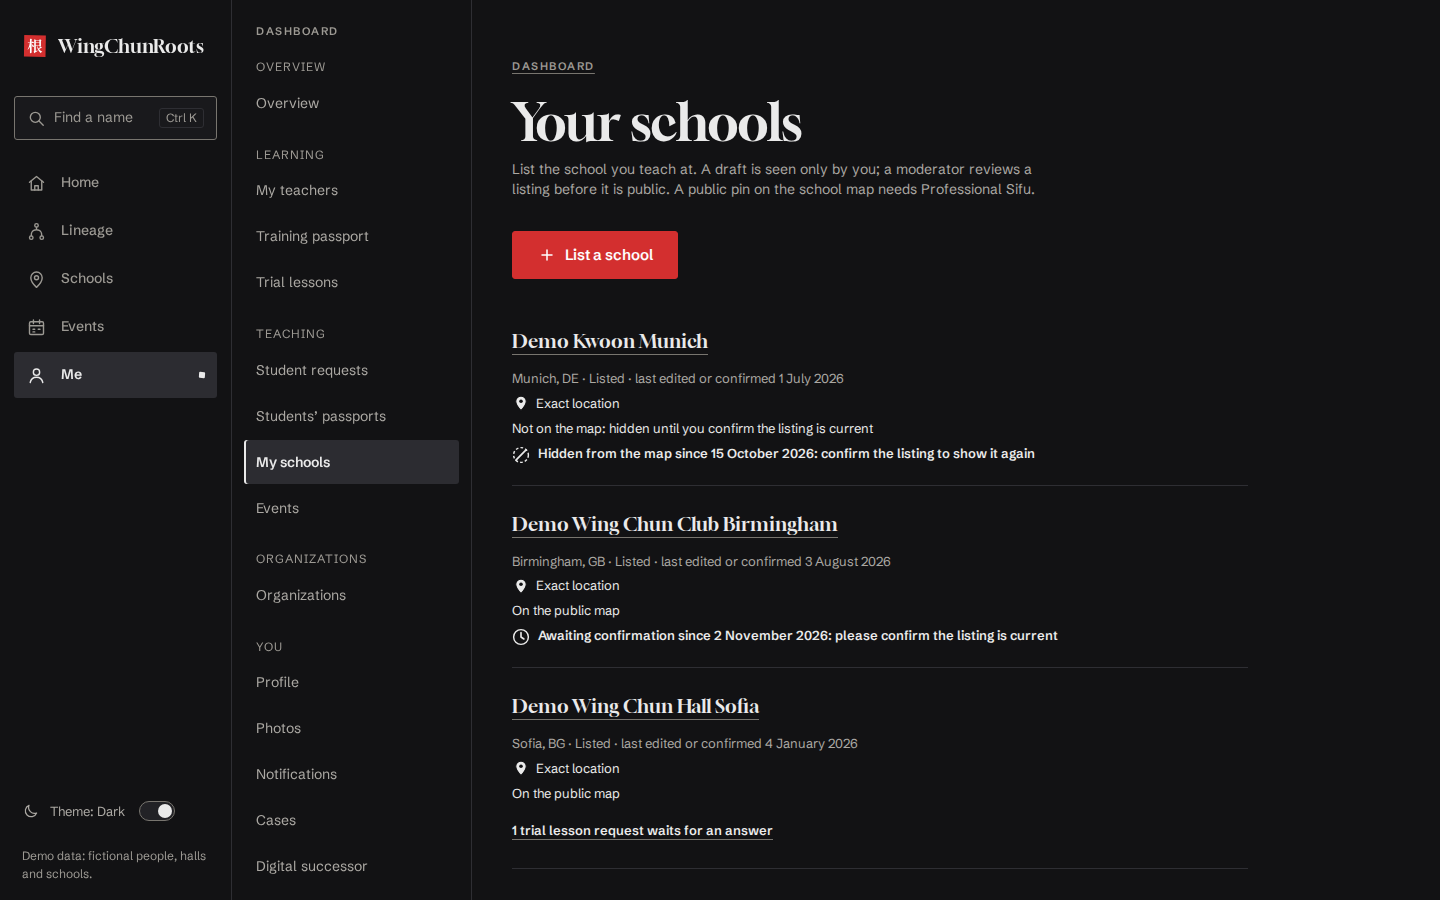 根 WingChunRoots
Find a name Ctrl K
Home
Lineage
Schools
Events
Me
Theme: Dark
Demo data: fictional people, halls
and schools.
DASHBOARD
OVERVIEW
Overview
LEARNING
My teachers
Training passport
Trial lessons
TEACHING
Student requests
Students’ passports
My schools
Events
ORGANIZATIONS
Organizations
YOU
Profile
Photos
Notifications
Cases
Digital successor
DASHBOARD
Your schools
List the school you teach at. A draft is seen only by you; a moderator reviews a
listing before it is public. A public pin on the school map needs Professional Sifu.
List a school
Demo Kwoon Munich
Munich, DE · Listed · last edited or confirmed 1 July 2026
Exact location
Not on the map: hidden until you confirm the listing is current
Hidden from the map since 15 October 2026: confirm the listing to show it again
Demo Wing Chun Club Birmingham
Birmingham, GB · Listed · last edited or confirmed 3 August 2026
Exact location
On the public map
Awaiting confirmation since 2 November 2026: please confirm the listing is current
Demo Wing Chun Hall Sofia
Sofia, BG · Listed · last edited or confirmed 4 January 2026
Exact location
On the public map
1 trial lesson request waits for an answer